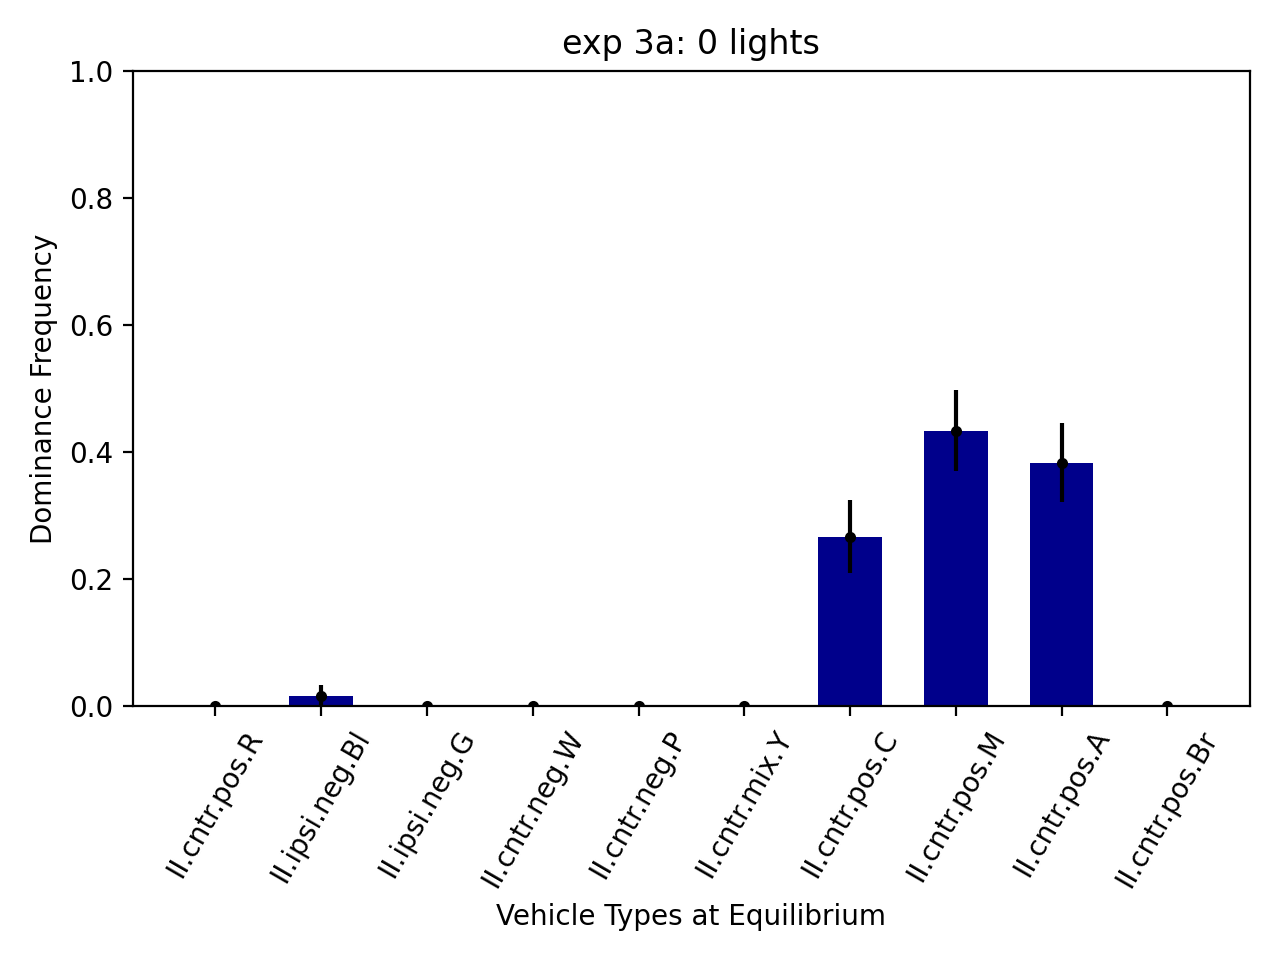 exp 3a: 0 lights
1.0
0.8
0.6
0.4
0.2
0.0
Dominance Frequency
II.cntr.pos.R
II.ipsi.neg.Bl
II.ipsi.neg.G
II.cntr.neg.W
II.cntr.neg.P
II.cntr.mix.Y
II.cntr.pos.C
II.cntr.pos.M
II.cntr.pos.A
II.cntr.pos.Br
Vehicle Types at Equilibrium